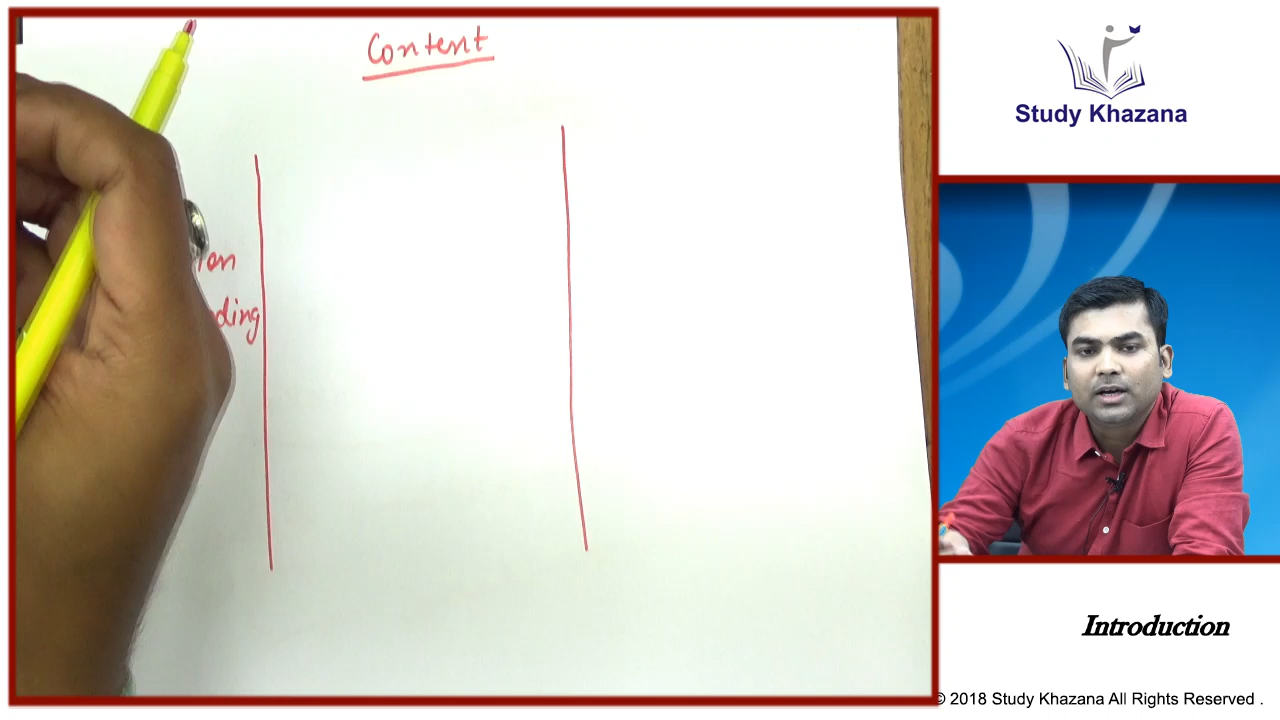 Content
Study Khazana
Introduction
© 2018 Study Khazana All Rights Reserved .